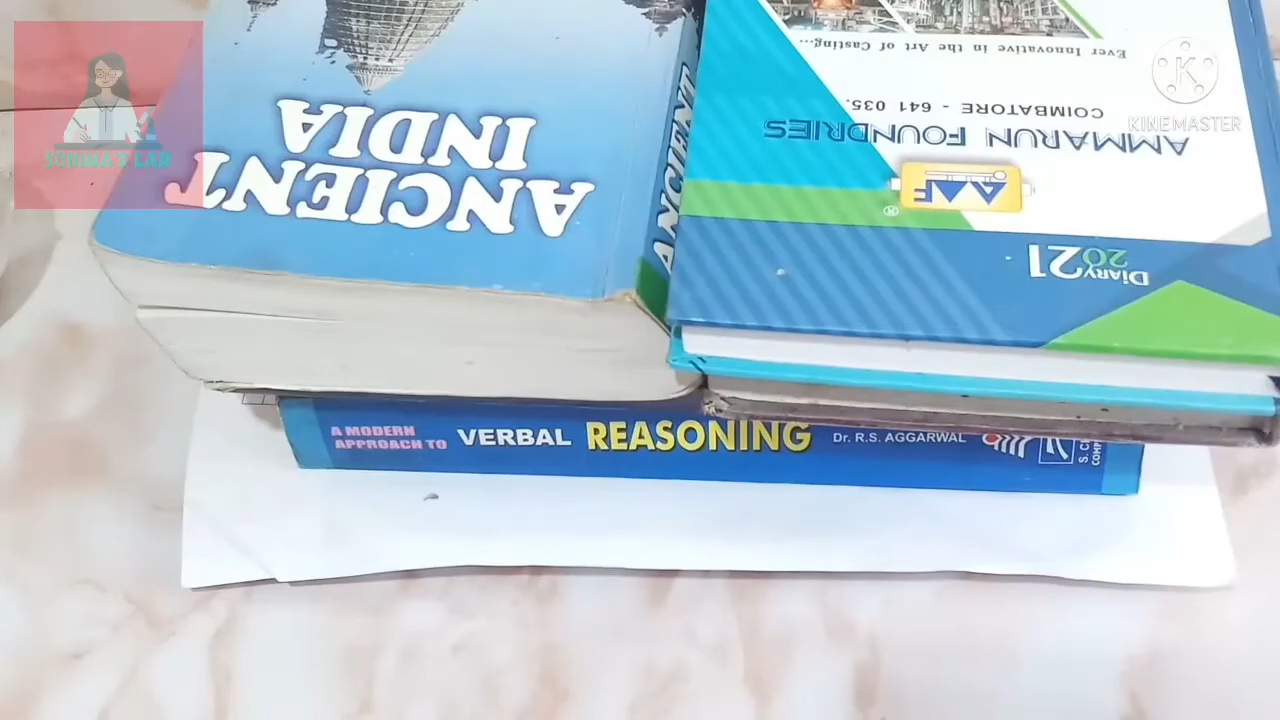 SONIMA'S LAB
ANCIENT
INDIA
ANCIENT
Ever Innovative in the Art of Casting...
COIMBATORE - 641 035.
AMMARUN FOUNDRIES
AAF
®
DiARY
2021
K
KINEMASTER
A MODERN
APPROACH TO
VERBAL REASONING
Dr. R.S. AGGARWAL